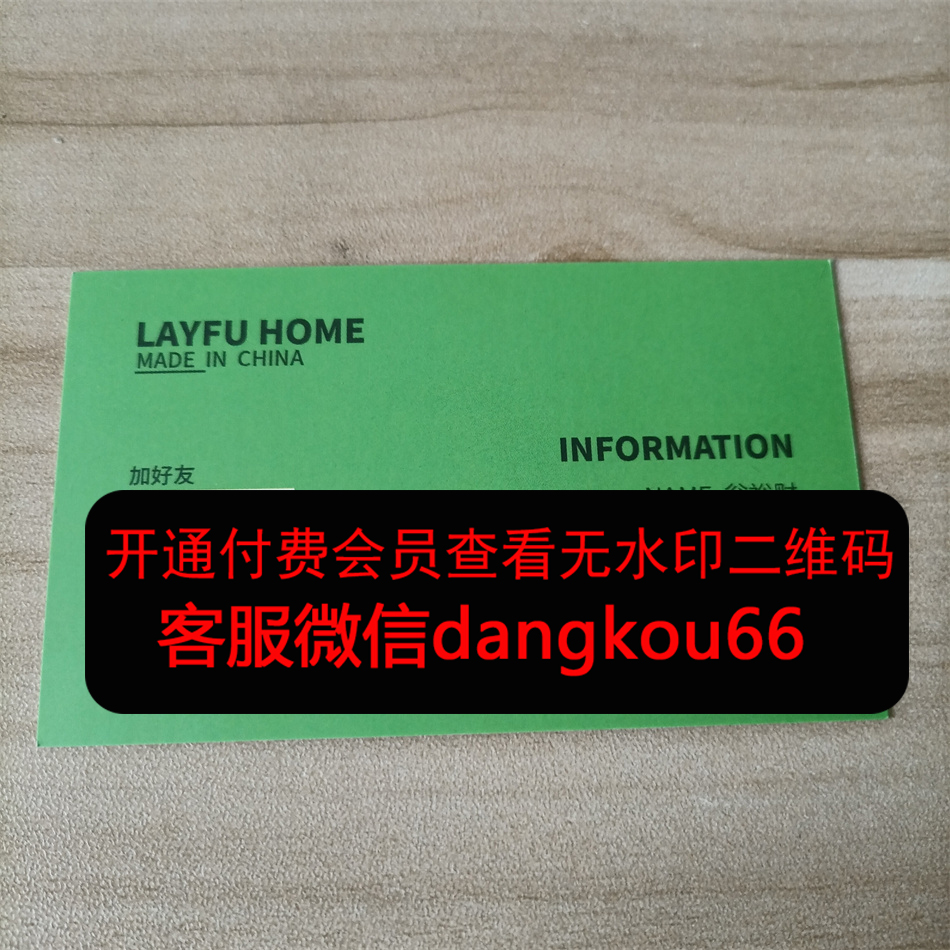 LAYFU HOME
MADE IN CHINA
INFORMATION
加好友
开通付费会员查看无水印二维码
客服微信dangkou66